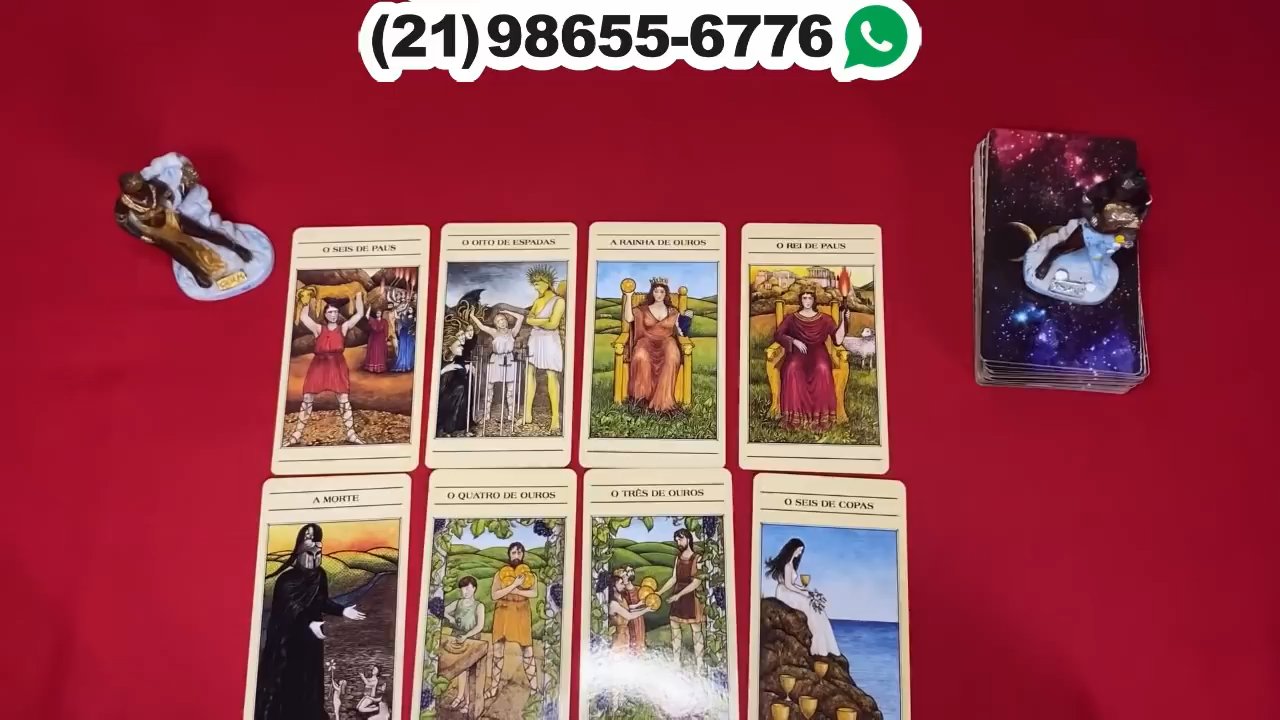 (21)98655-6776
O SEIS DE PAUS
O OITO DE ESPADAS
A RAINHA DE OUROS
O REI DE PAUS
A MORTE
O QUATRO DE OUROS
O TRÊS DE OUROS
O SEIS DE COPAS